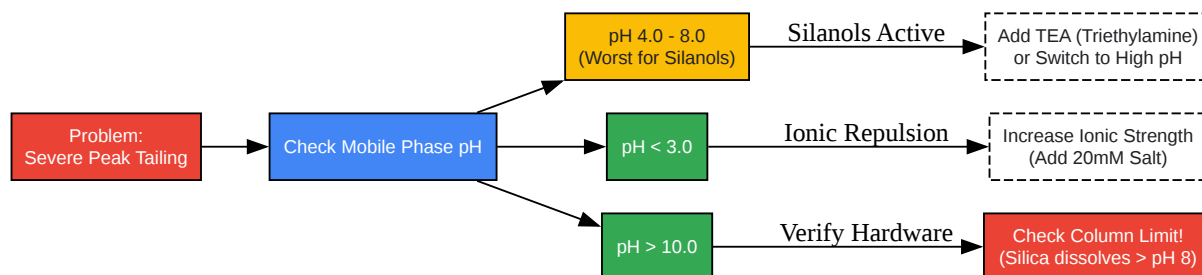 Problem:
Severe Peak Tailing
Check Mobile Phase pH
pH 4.0 - 8.0
(Worst for Silanols)
Silanols Active
Add TEA (Triethylamine)
or Switch to High pH
pH < 3.0
Ionic Repulsion
Increase Ionic Strength
(Add 20mM Salt)
pH > 10.0
Verify Hardware
Check Column Limit!
(Silica dissolves > pH 8)